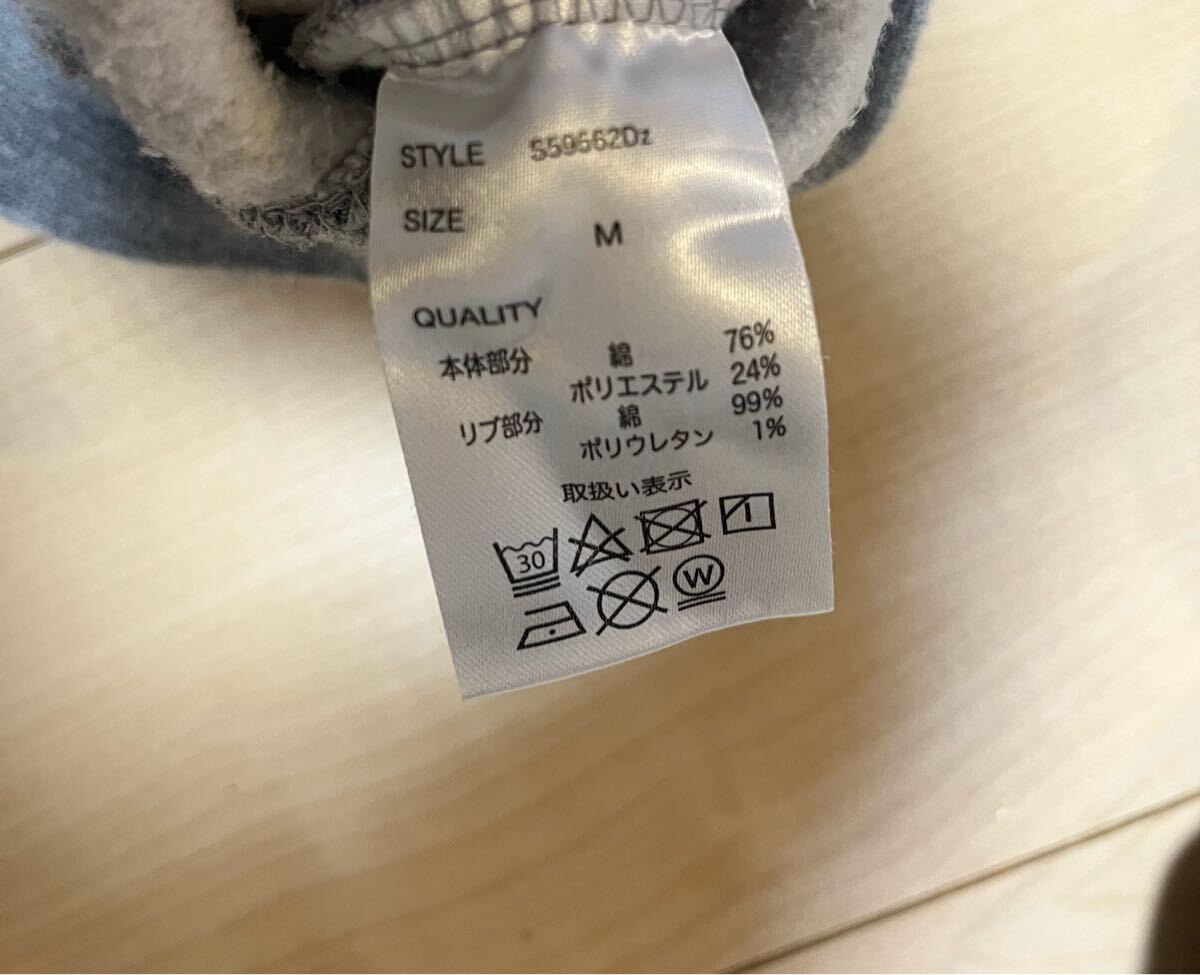 STYLE S595620z
SIZE M
QUALITY
本体部分 綿 76%
ポリエステル 24%
リブ部分 綿 99%
ポリウレタン 1%
取扱い表示
30
W